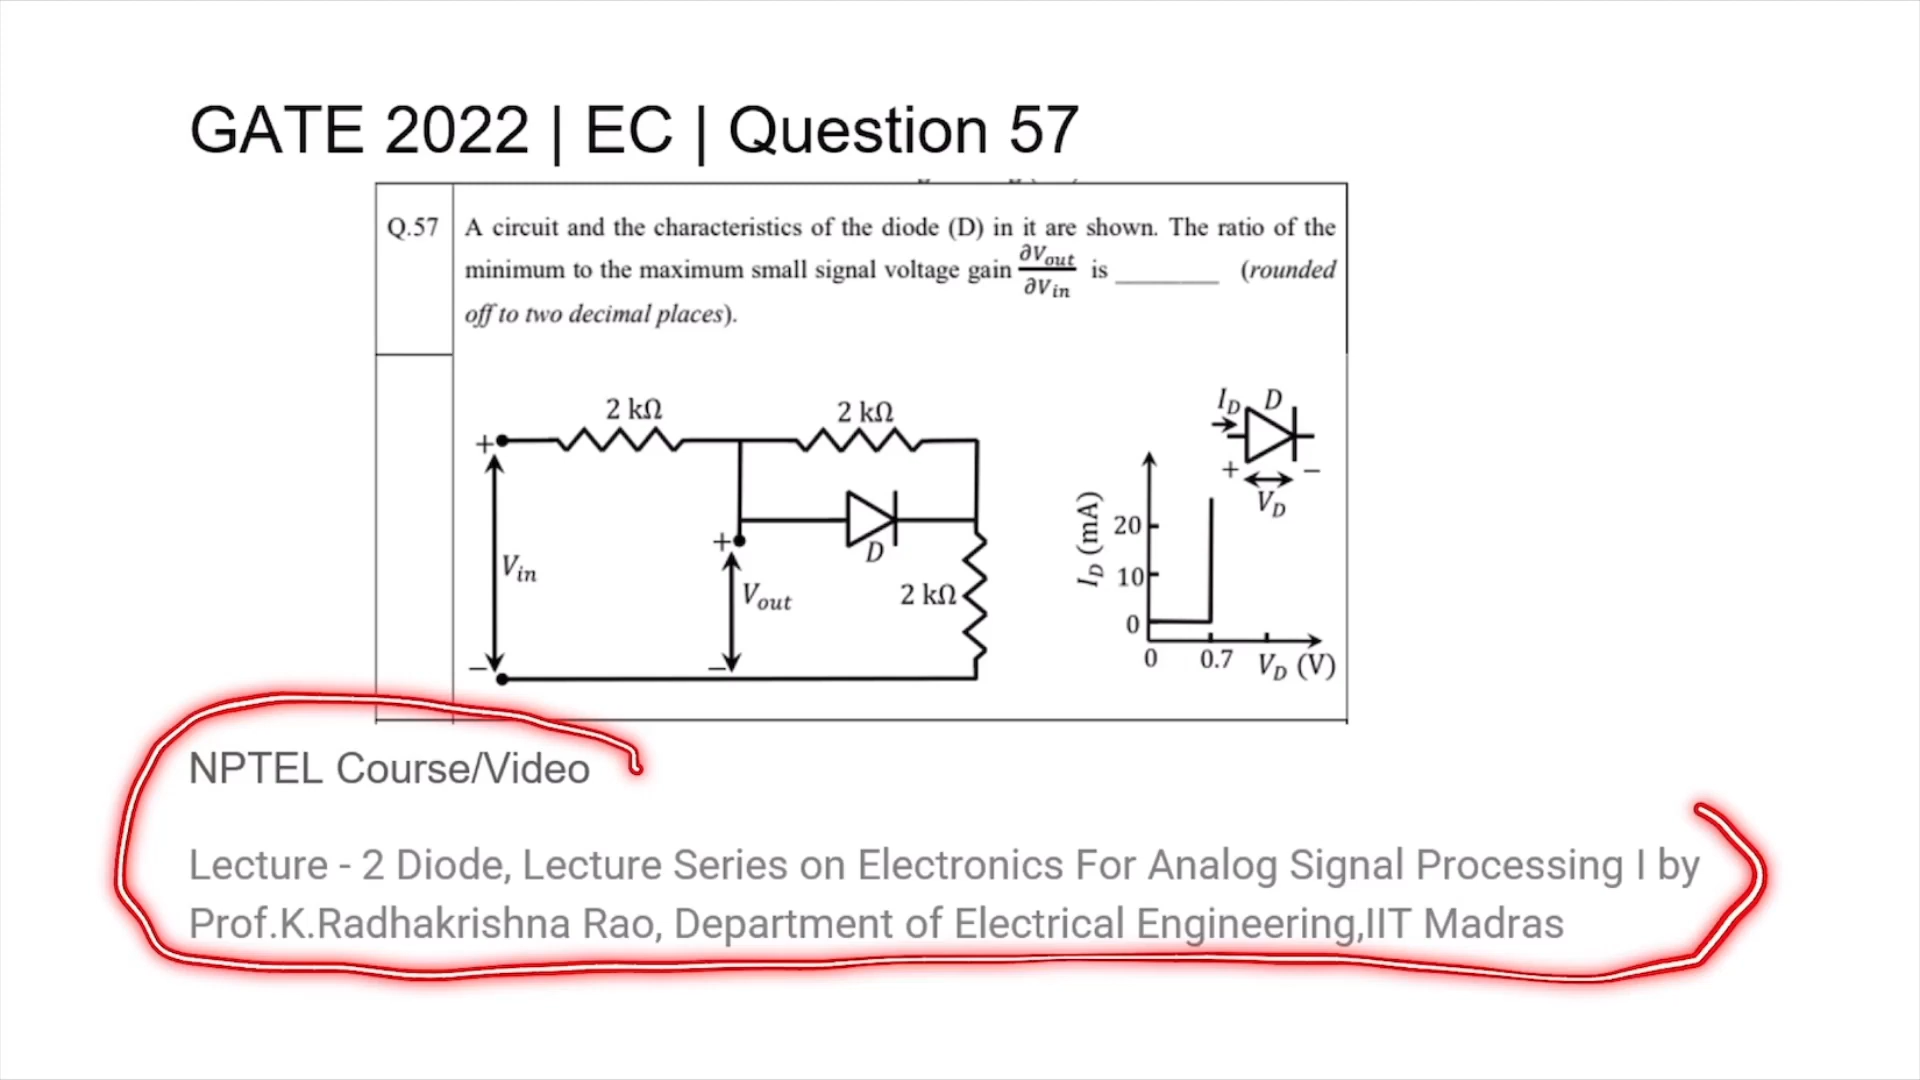 GATE 2022 | EC | Question 57
Q.57 A circuit and the characteristics of the diode (D) in it are shown. The ratio of the
minimum to the maximum small signal voltage gain ∂Vout/∂Vin is ________ (rounded
off to two decimal places).
2 kΩ
2 kΩ
+
Vin
−
+
Vout
−
D
2 kΩ
ID D
+ −
VD
ID (mA)
20
10
0
0 0.7 VD (V)
NPTEL Course/Video
Lecture - 2 Diode, Lecture Series on Electronics For Analog Signal Processing I by
Prof.K.Radhakrishna Rao, Department of Electrical Engineering,IIT Madras